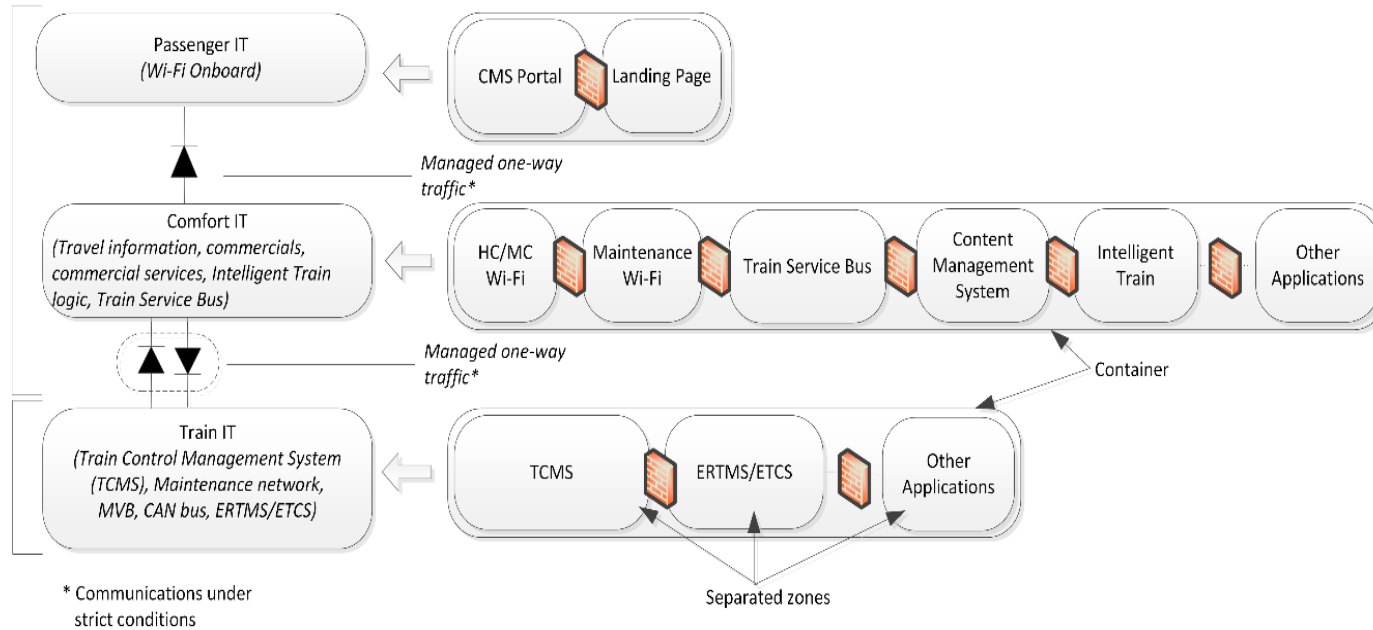 Passenger IT
(Wi-Fi Onboard)
CMS Portal
Landing Page
Managed one-way
traffic*
Comfort IT
(Travel information, commercials,
commercial services, Intelligent Train
logic, Train Service Bus)
HC/MC
Wi-Fi
Maintenance
Wi-Fi
Train Service Bus
Content
Management
System
Intelligent
Train
Other
Applications
Managed one-way
traffic*
Container
Train IT
(Train Control Management System
(TCMS), Maintenance network,
MVB, CAN bus, ERTMS/ETCS)
TCMS
ERTMS/ETCS
Other
Applications
Separated zones
* Communications under
strict conditions